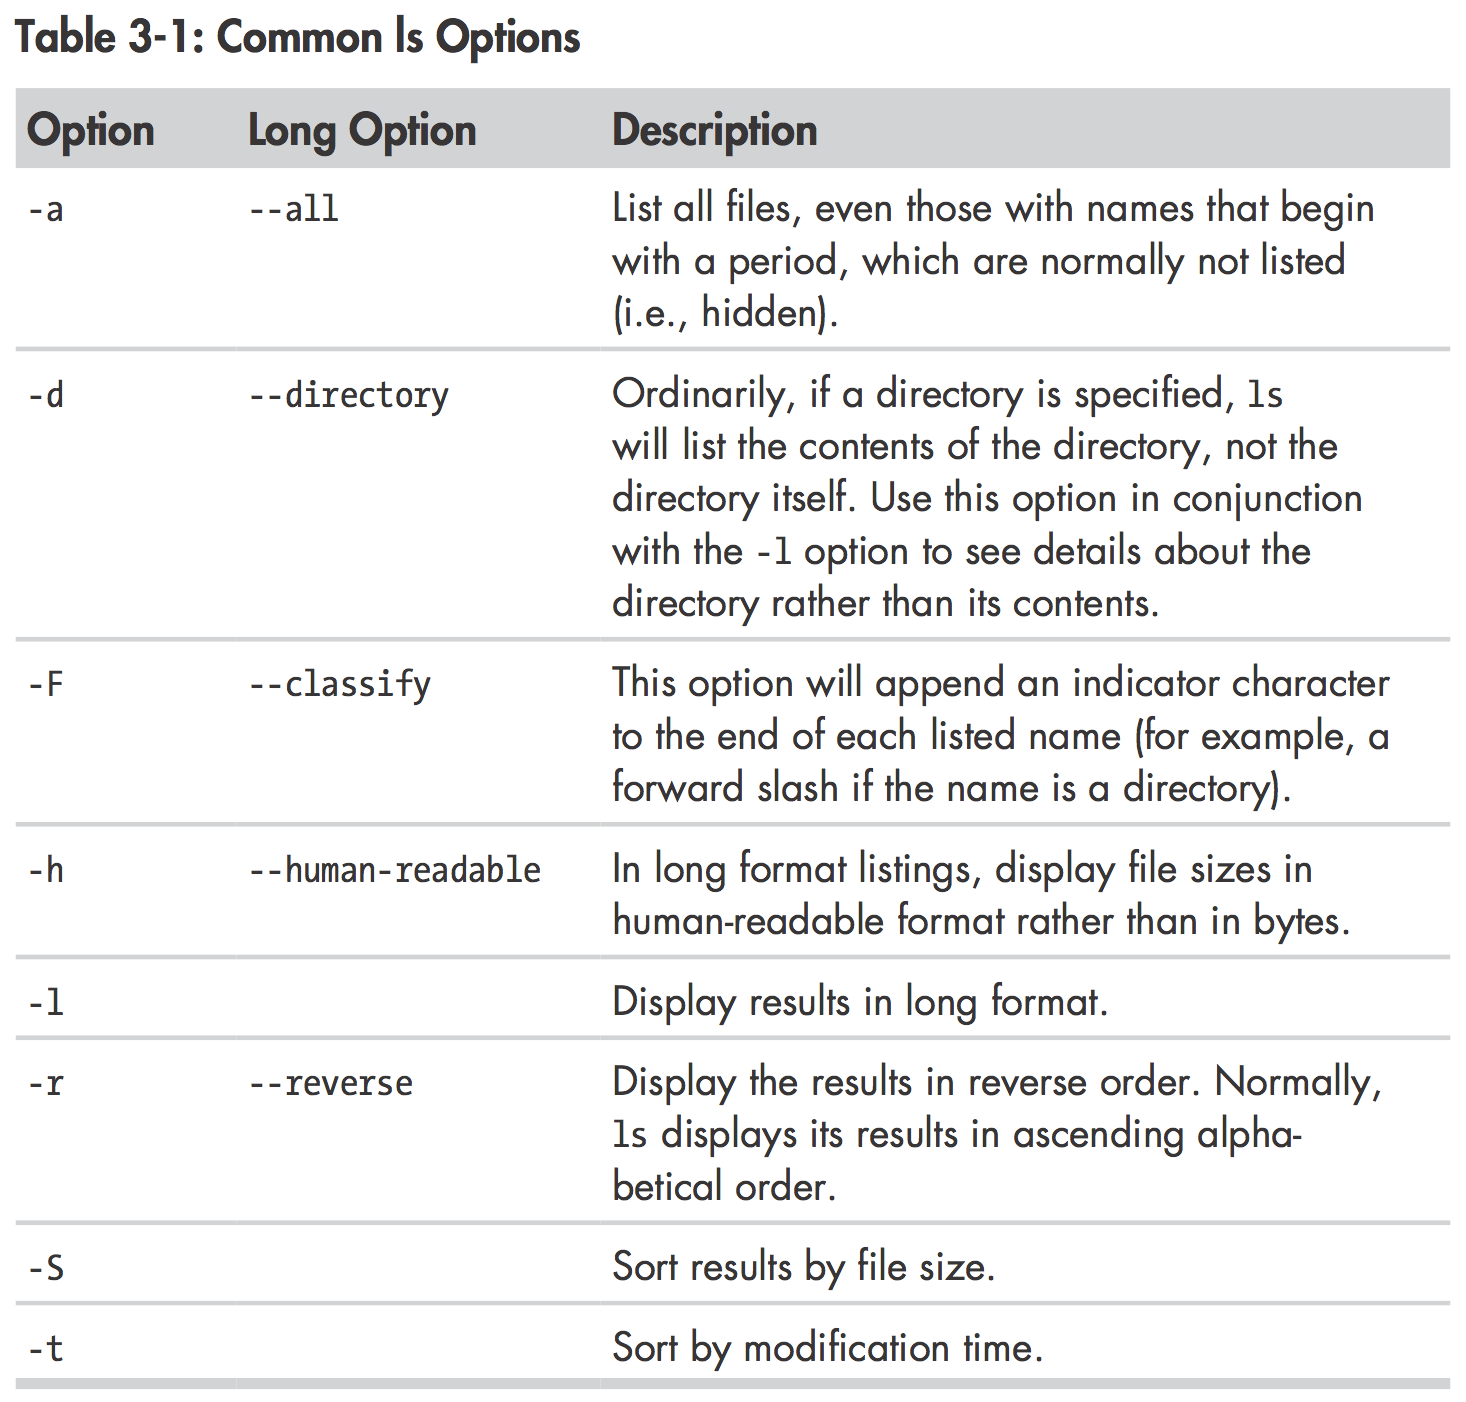 Table 3-1: Common ls Options
Option Long Option Description
-a --all List all files, even those with names that begin
with a period, which are normally not listed
(i.e., hidden).
-d --directory Ordinarily, if a directory is specified, ls
will list the contents of the directory, not the
directory itself. Use this option in conjunction
with the -l option to see details about the
directory rather than its contents.
-F --classify This option will append an indicator character
to the end of each listed name (for example, a
forward slash if the name is a directory).
-h --human-readable In long format listings, display file sizes in
human-readable format rather than in bytes.
-l Display results in long format.
-r --reverse Display the results in reverse order. Normally,
ls displays its results in ascending alpha-
betical order.
-S Sort results by file size.
-t Sort by modification time.